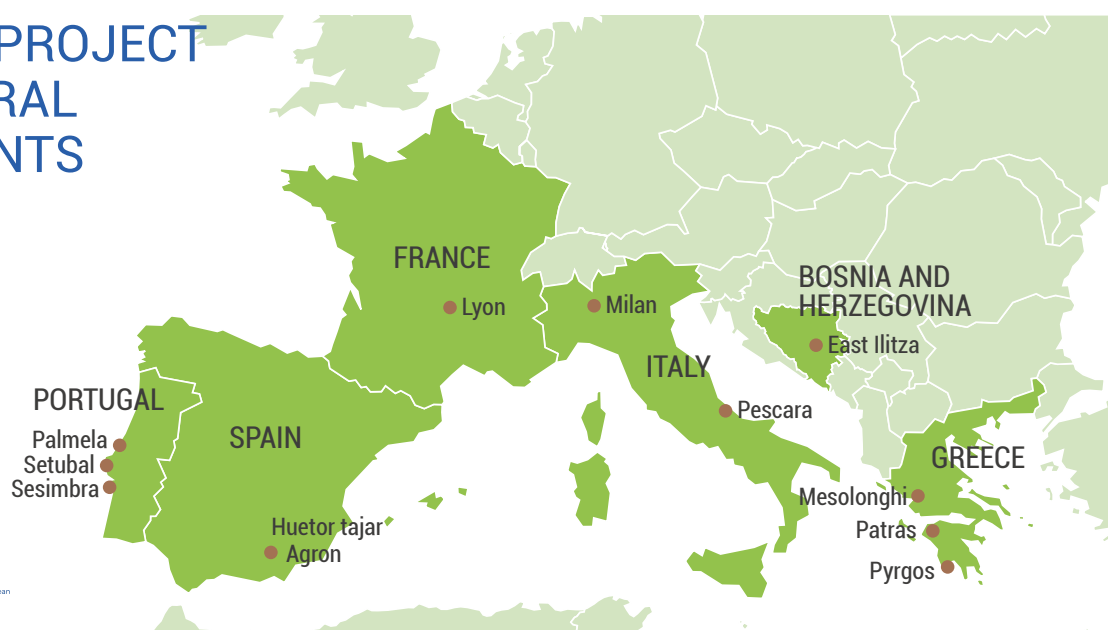 PROJECT
RAL
NTS
FRANCE
Lyon
Milan
BOSNIA AND
HERZEGOVINA
East Ilitza
ITALY
PORTUGAL
Palmela
Setubal
Sesimbra
SPAIN
Pescara
GREECE
Mesolonghi
Patras
Pyrgos
Huetor tajar
Agron
ean